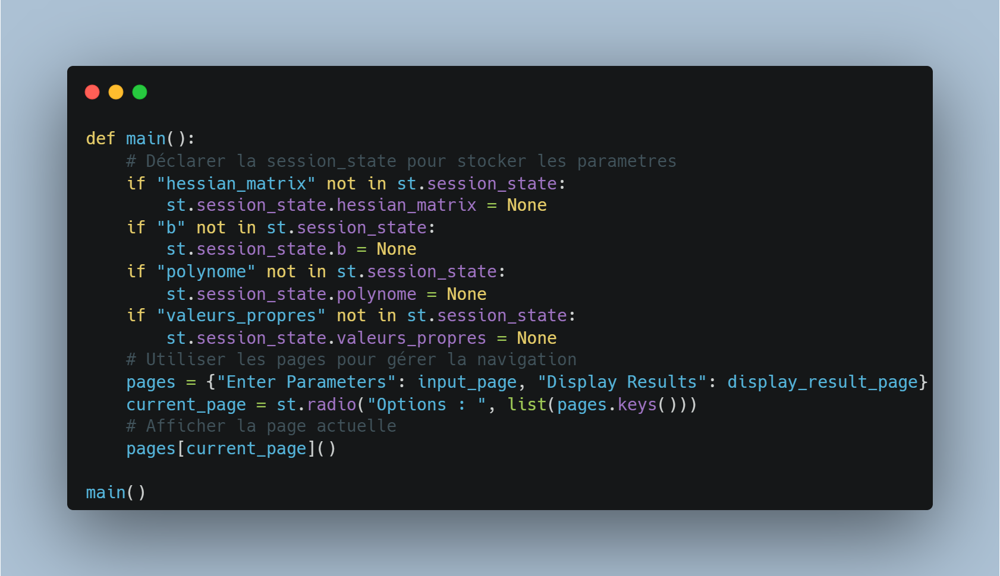 def main():
    # Déclarer la session_state pour stocker les parametres
    if "hessian_matrix" not in st.session_state:
        st.session_state.hessian_matrix = None
    if "b" not in st.session_state:
        st.session_state.b = None
    if "polynome" not in st.session_state:
        st.session_state.polynome = None
    if "valeurs_propres" not in st.session_state:
        st.session_state.valeurs_propres = None
    # Utiliser les pages pour gérer la navigation
    pages = {"Enter Parameters": input_page, "Display Results": display_result_page}
    current_page = st.radio("Options : ", list(pages.keys()))
    # Afficher la page actuelle
    pages[current_page]()

main()